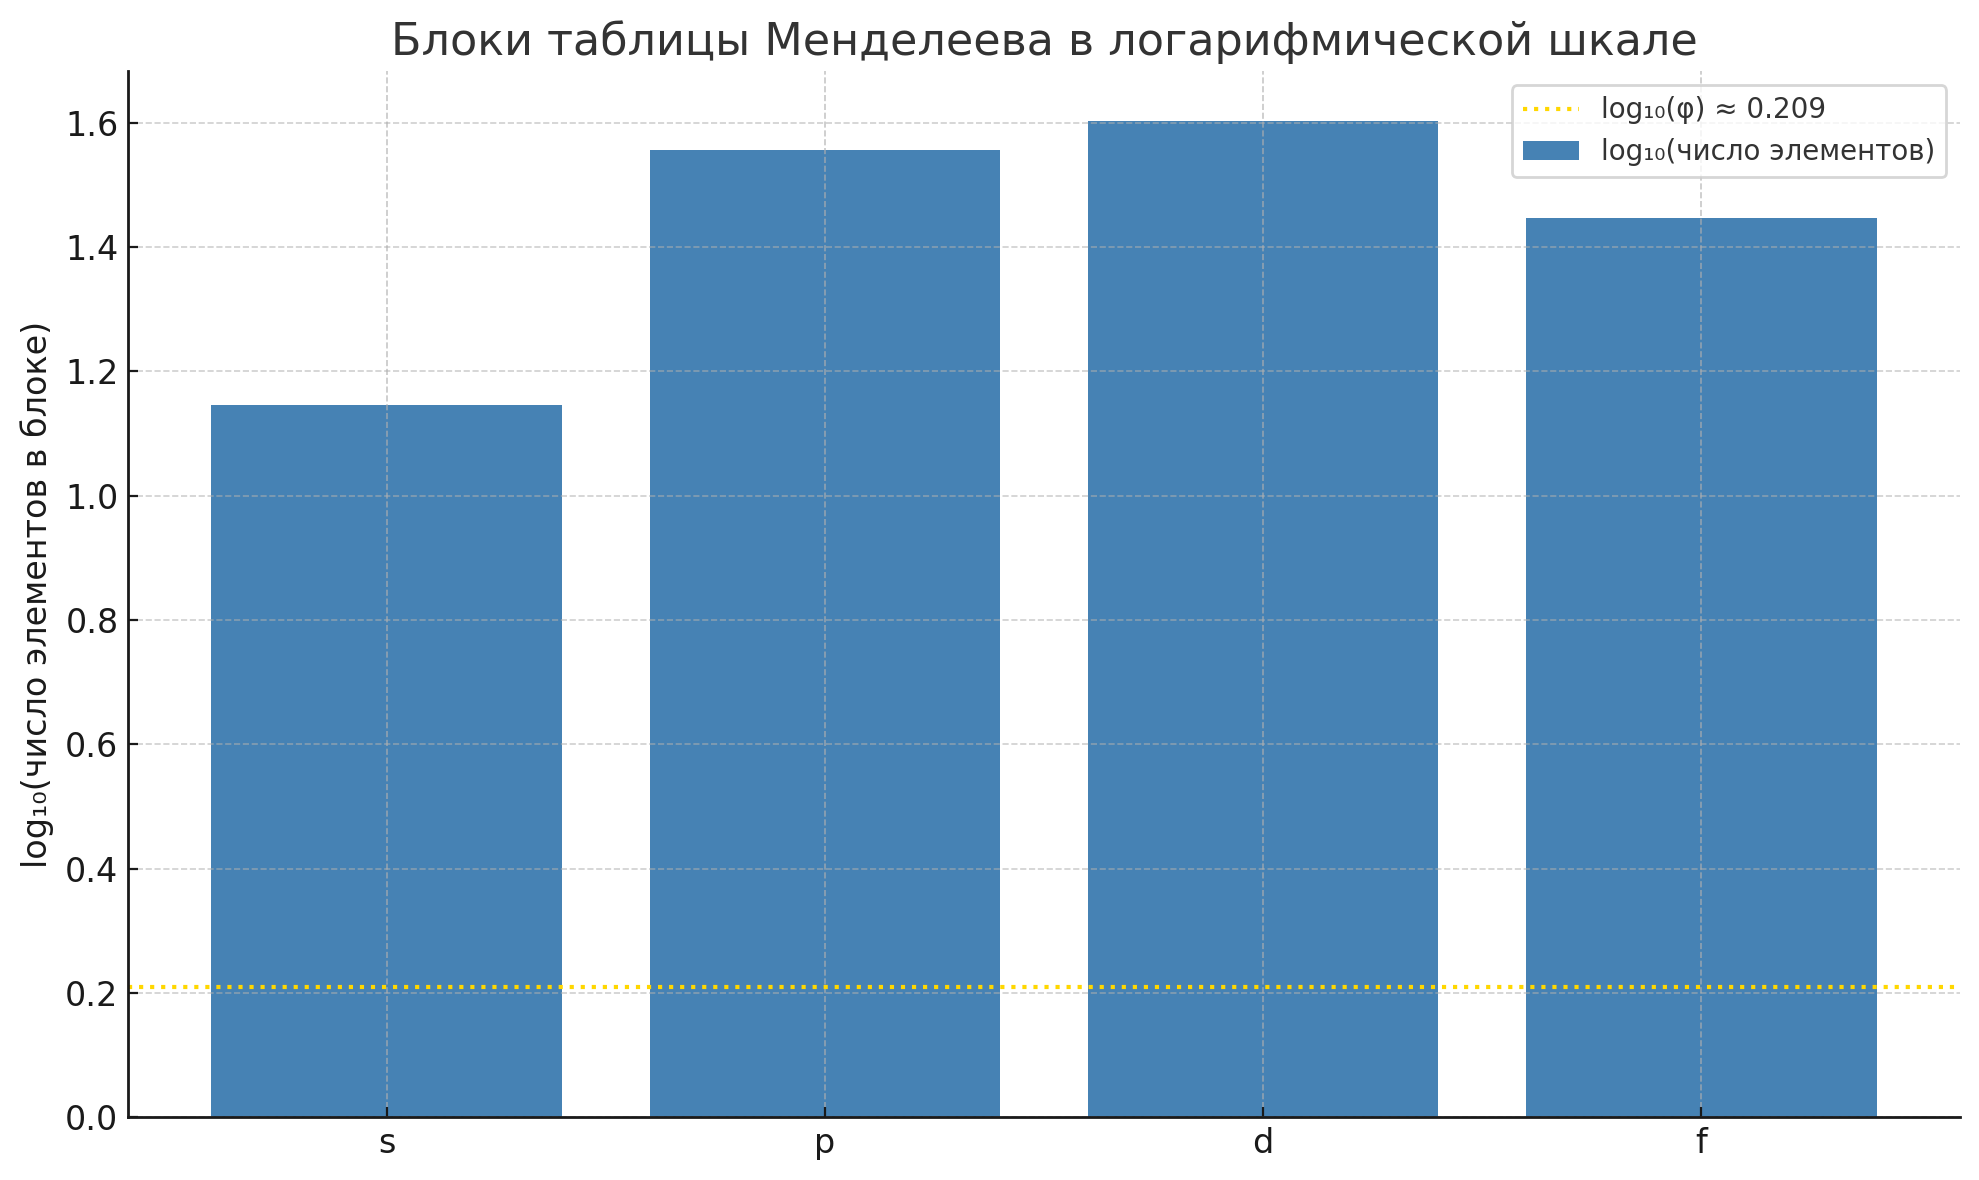 Блоки таблицы Менделеева в логарифмической шкале
log₁₀(φ) ≈ 0.209
log₁₀(число элементов)
log₁₀(число элементов в блоке)
1.6
1.4
1.2
1.0
0.8
0.6
0.4
0.2
0.0
s p d f